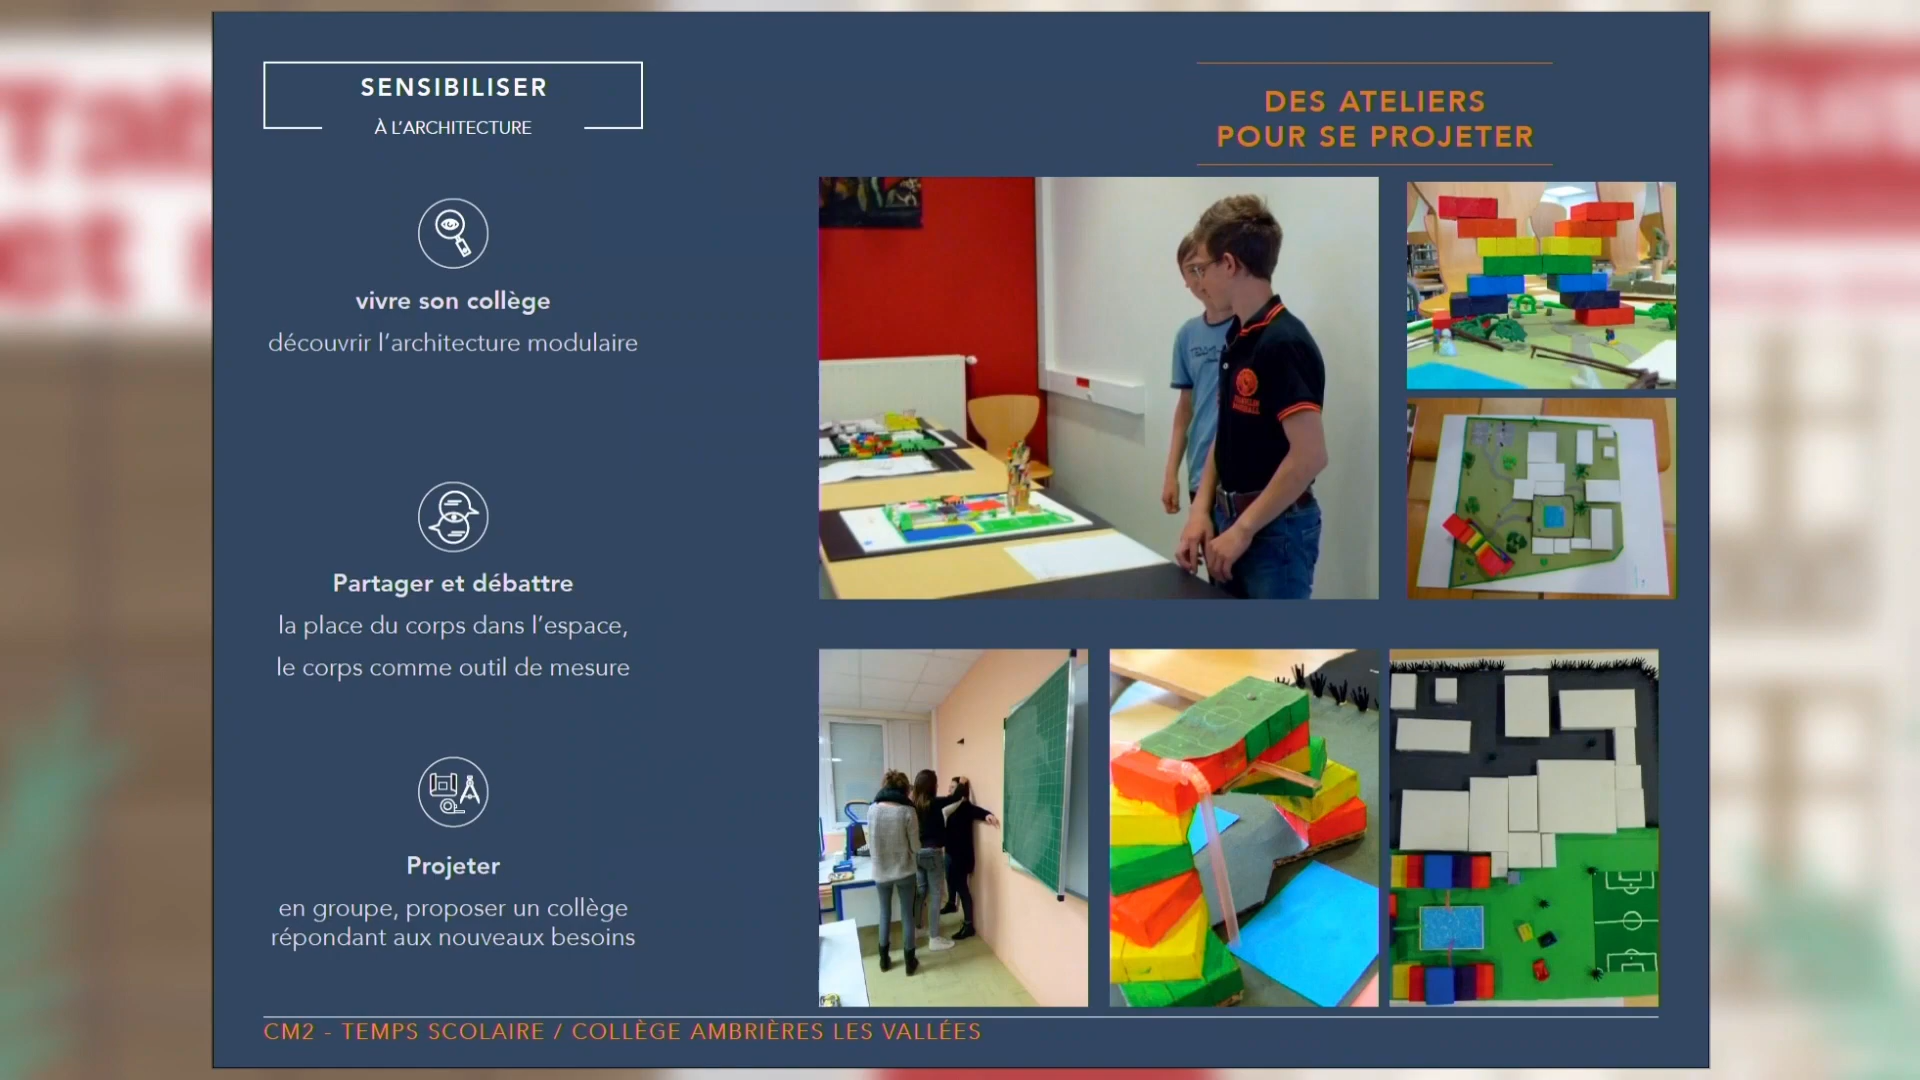 SENSIBILISER
À L'ARCHITECTURE
DES ATELIERS
POUR SE PROJETER
vivre son collège
découvrir l'architecture modulaire
Partager et débattre
la place du corps dans l'espace,
le corps comme outil de mesure
Projeter
en groupe, proposer un collège
répondant aux nouveaux besoins
CM2 - TEMPS SCOLAIRE / COLLÈGE AMBRIÈRES LES VALLÉES